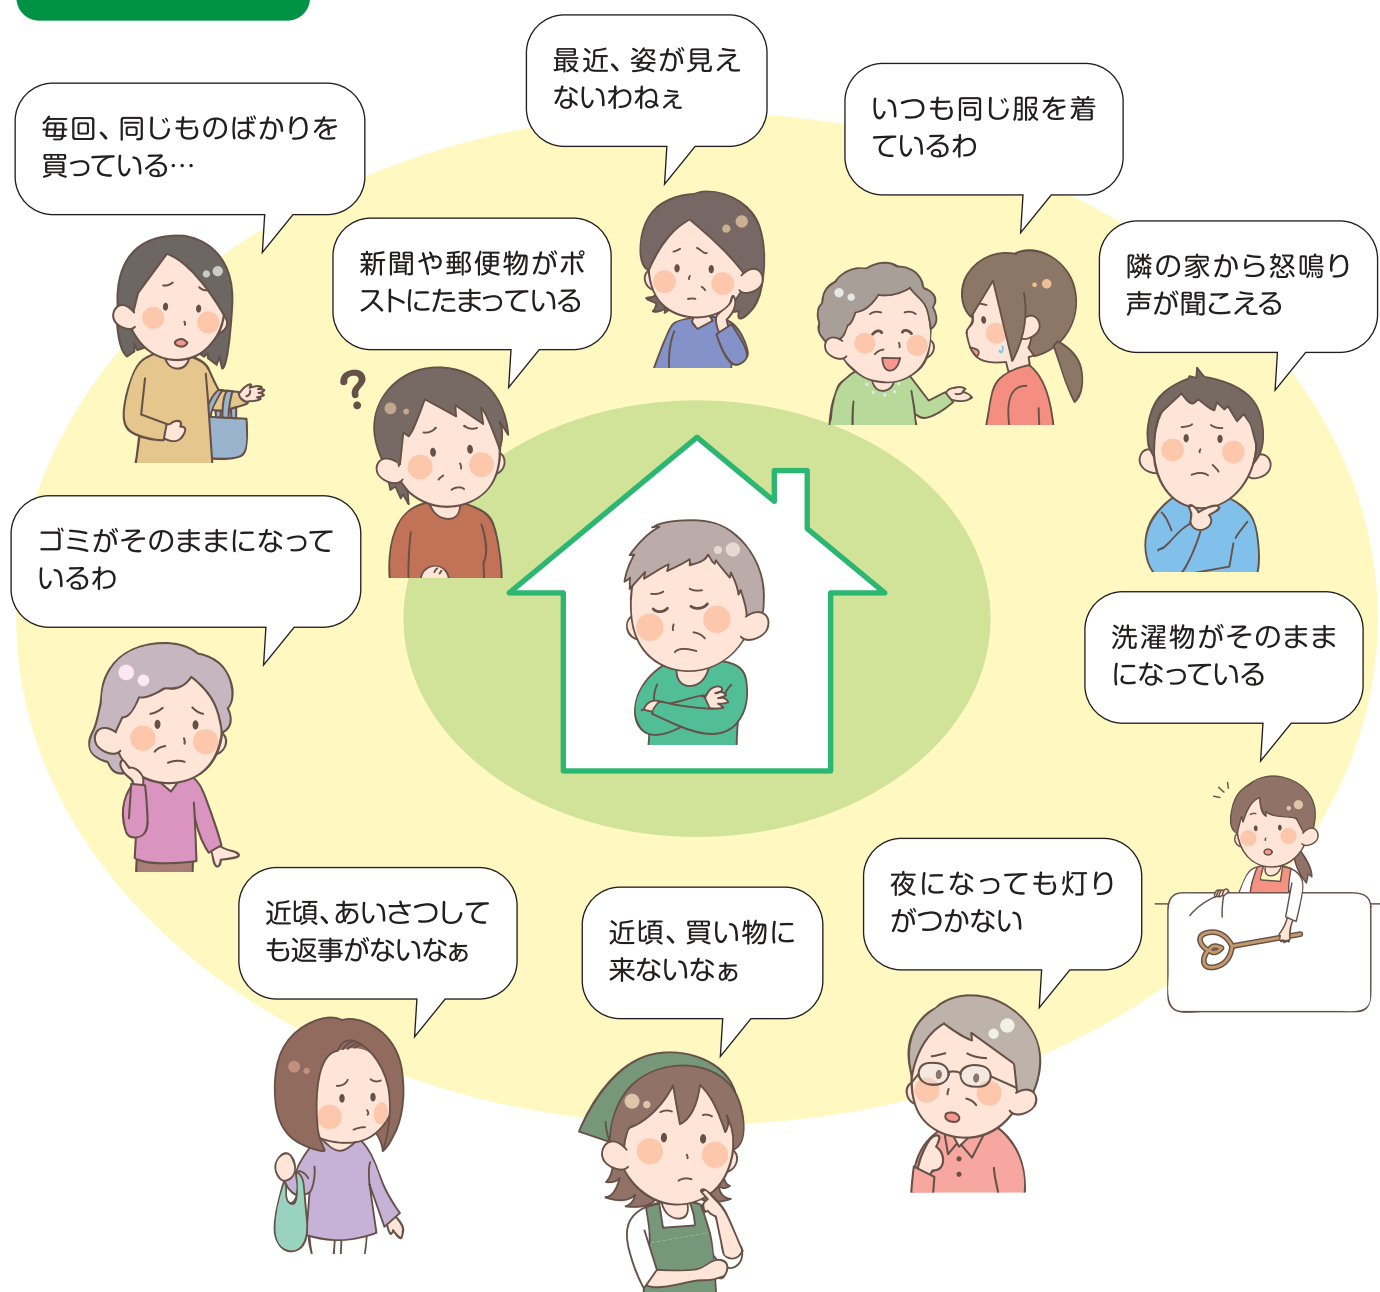 最近、姿が見え
ないわねぇ
毎回、同じものばかりを
買っている…
いつも同じ服を着
ているわ
新聞や郵便物がポ
ストにたまっている
隣の家から怒鳴り
声が聞こえる
?
ゴミがそのままになって
いるわ
洗濯物がそのまま
になっている
近頃、あいさつして
も返事がないなぁ
近頃、買い物に
来ないなぁ
夜になっても灯り
がつかない